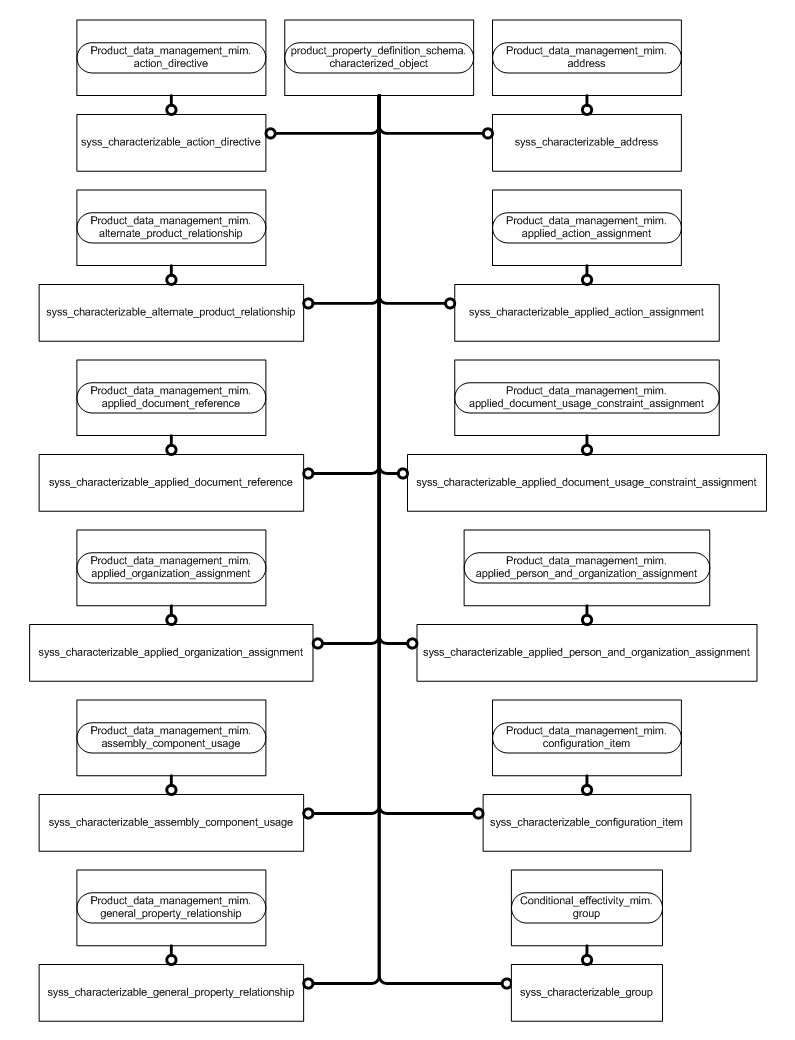 Product_data_management_mim.
action_directive
product_property_definition_schema.
characterized_object
Product_data_management_mim.
address
syss_characterizable_action_directive
syss_characterizable_address
Product_data_management_mim.
alternate_product_relationship
Product_data_management_mim.
applied_action_assignment
syss_characterizable_alternate_product_relationship
syss_characterizable_applied_action_assignment
Product_data_management_mim.
applied_document_reference
Product_data_management_mim.
applied_document_usage_constraint_assignment
syss_characterizable_applied_document_reference
syss_characterizable_applied_document_usage_constraint_assignment
Product_data_management_mim.
applied_organization_assignment
Product_data_management_mim.
applied_person_and_organization_assignment
syss_characterizable_applied_organization_assignment
syss_characterizable_applied_person_and_organization_assignment
Product_data_management_mim.
assembly_component_usage
Product_data_management_mim.
configuration_item
syss_characterizable_assembly_component_usage
syss_characterizable_configuration_item
Product_data_management_mim.
general_property_relationship
Conditional_effectivity_mim.
group
syss_characterizable_general_property_relationship
syss_characterizable_group